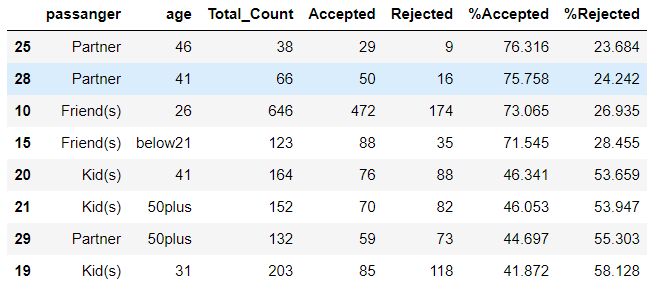 passanger age Total_Count Accepted Rejected %Accepted %Rejected
25 Partner 46 38 29 9 76.316 23.684
28 Partner 41 66 50 16 75.758 24.242
10 Friend(s) 26 646 472 174 73.065 26.935
15 Friend(s) below21 123 88 35 71.545 28.455
20 Kid(s) 41 164 76 88 46.341 53.659
21 Kid(s) 50plus 152 70 82 46.053 53.947
29 Partner 50plus 132 59 73 44.697 55.303
19 Kid(s) 31 203 85 118 41.872 58.128